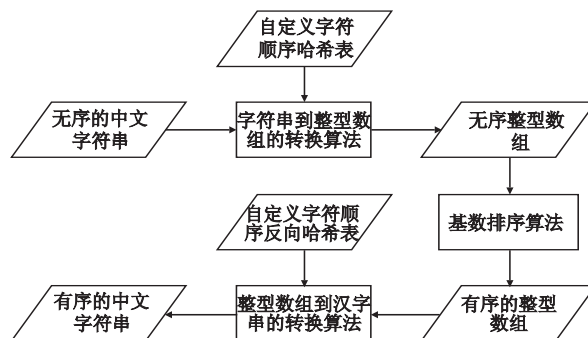 自定义字符
顺序哈希表
无序的中文
字符串
字符串到整型数
组的转换算法
无序整型数
组
自定义字符顺
序反向哈希表
基数排序算法
有序的中文
字符串
整型数组到汉字
串的转换算法
有序的整型
数组